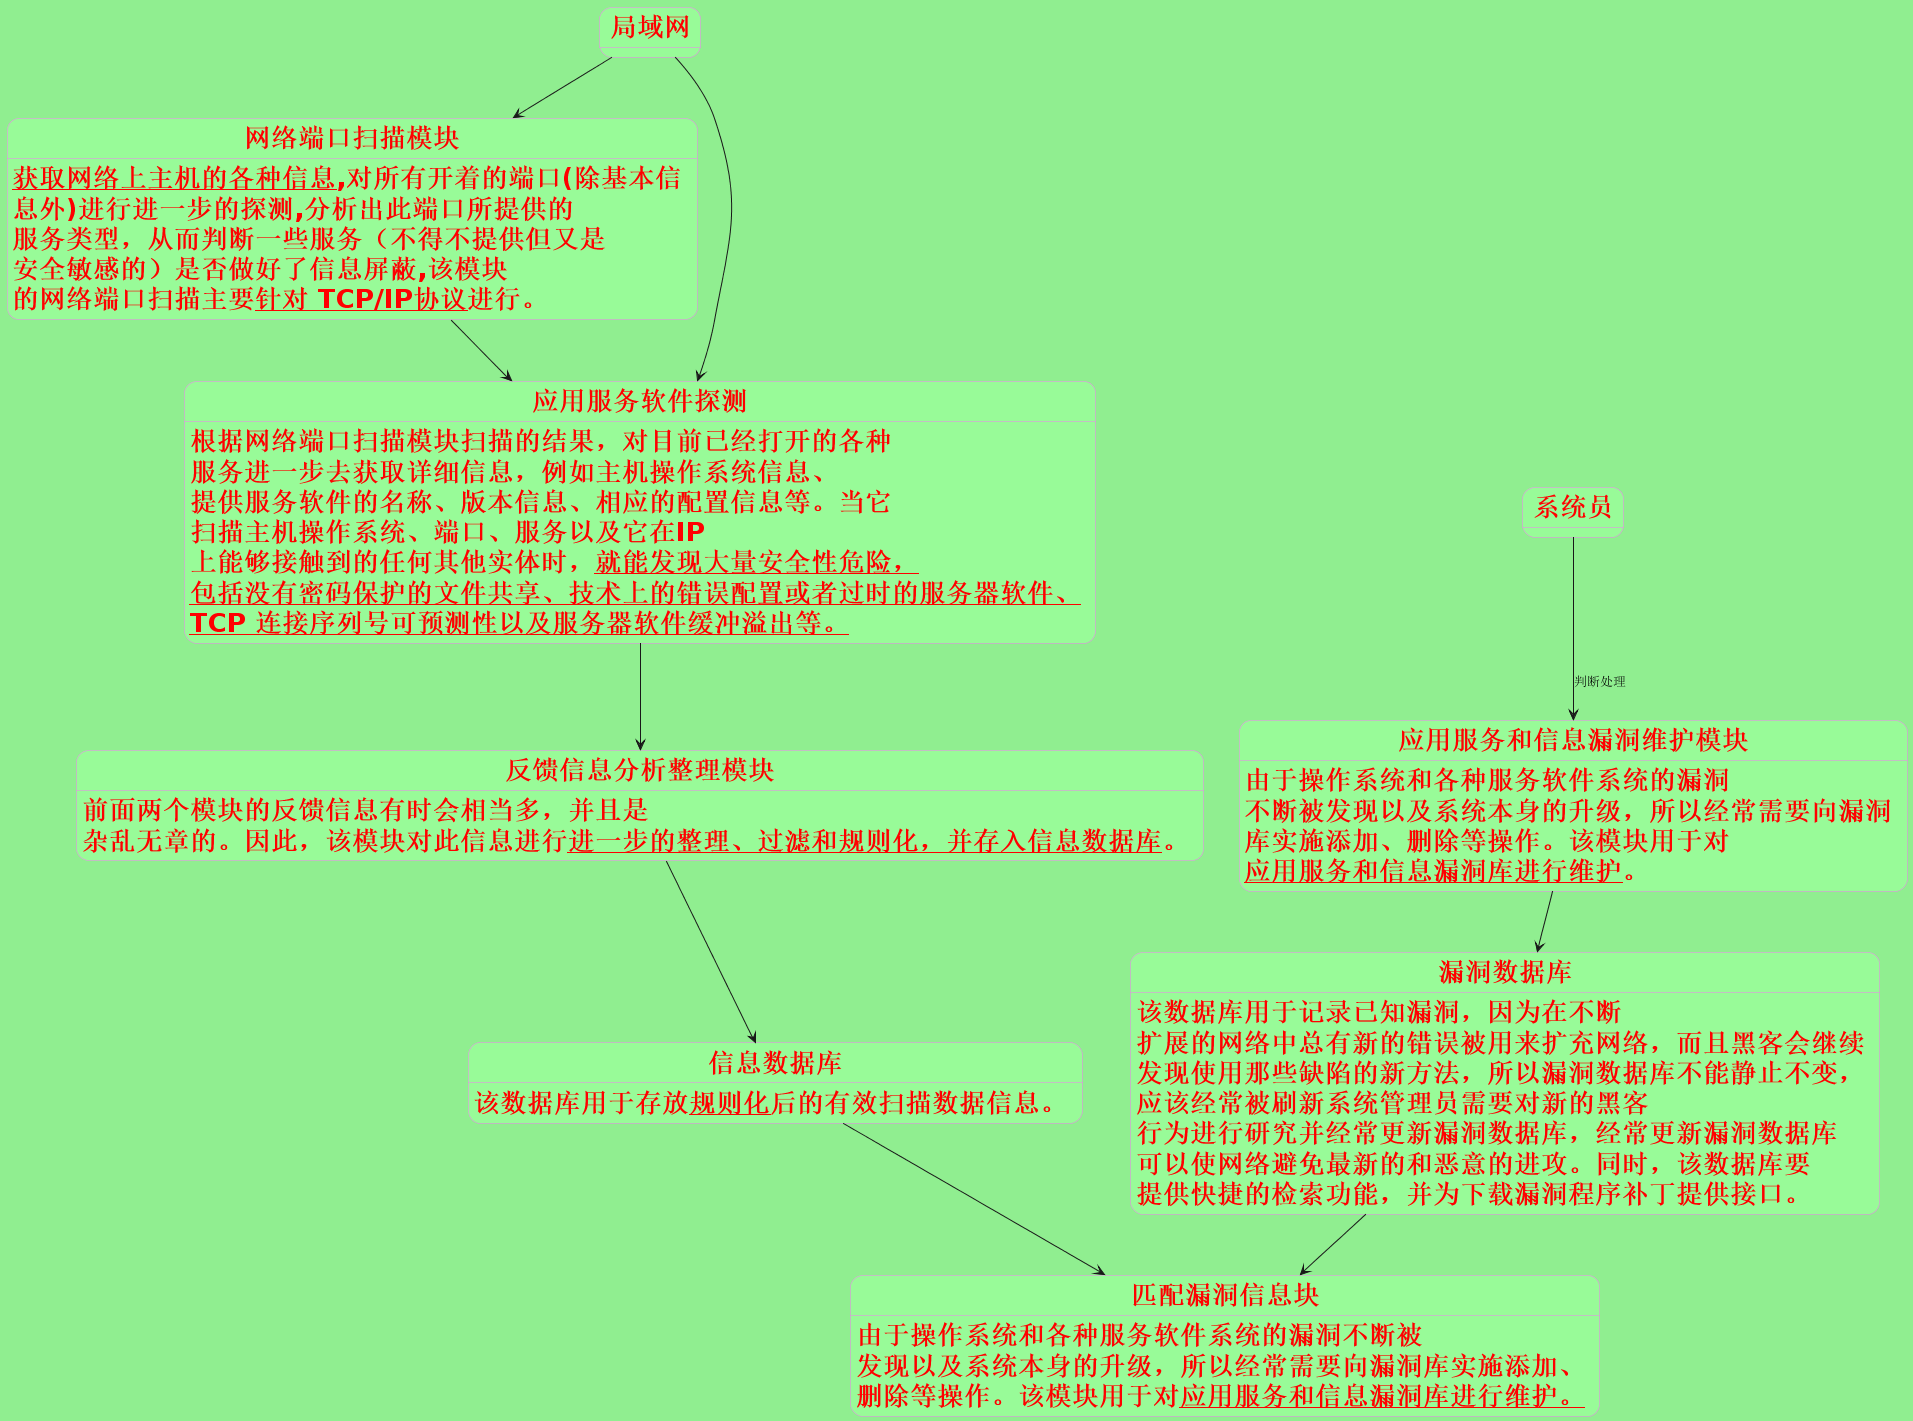 局域网
网络端口扫描模块
获取网络上主机的各种信息,对所有开着的端口(除基本信
息外)进行进一步的探测,分析出此端口所提供的
服务类型，从而判断一些服务（不得不提供但又是
安全敏感的）是否做好了信息屏蔽,该模块
的网络端口扫描主要针对 TCP/IP协议进行。
应用服务软件探测
根据网络端口扫描模块扫描的结果，对目前已经打开的各种
服务进一步去获取详细信息，例如主机操作系统信息、
提供服务软件的名称、版本信息、相应的配置信息等。当它
扫描主机操作系统、端口、服务以及它在IP
上能够接触到的任何其他实体时，就能发现大量安全性危险，
包括没有密码保护的文件共享、技术上的错误配置或者过时的服务器软件、
TCP 连接序列号可预测性以及服务器软件缓冲溢出等。
系统员
判断处理
反馈信息分析整理模块
前面两个模块的反馈信息有时会相当多，并且是
杂乱无章的。因此，该模块对此信息进行进一步的整理、过滤和规则化，并存入信息数据库。
应用服务和信息漏洞维护模块
由于操作系统和各种服务软件系统的漏洞
不断被发现以及系统本身的升级，所以经常需要向漏洞
库实施添加、删除等操作。该模块用于对
应用服务和信息漏洞库进行维护。
信息数据库
该数据库用于存放规则化后的有效扫描数据信息。
漏洞数据库
该数据库用于记录已知漏洞，因为在不断
扩展的网络中总有新的错误被用来扩充网络，而且黑客会继续
发现使用那些缺陷的新方法，所以漏洞数据库不能静止不变，
应该经常被刷新系统管理员需要对新的黑客
行为进行研究并经常更新漏洞数据库，经常更新漏洞数据库
可以使网络避免最新的和恶意的进攻。同时，该数据库要
提供快捷的检索功能，并为下载漏洞程序补丁提供接口。
匹配漏洞信息块
由于操作系统和各种服务软件系统的漏洞不断被
发现以及系统本身的升级，所以经常需要向漏洞库实施添加、
删除等操作。该模块用于对应用服务和信息漏洞库进行维护。